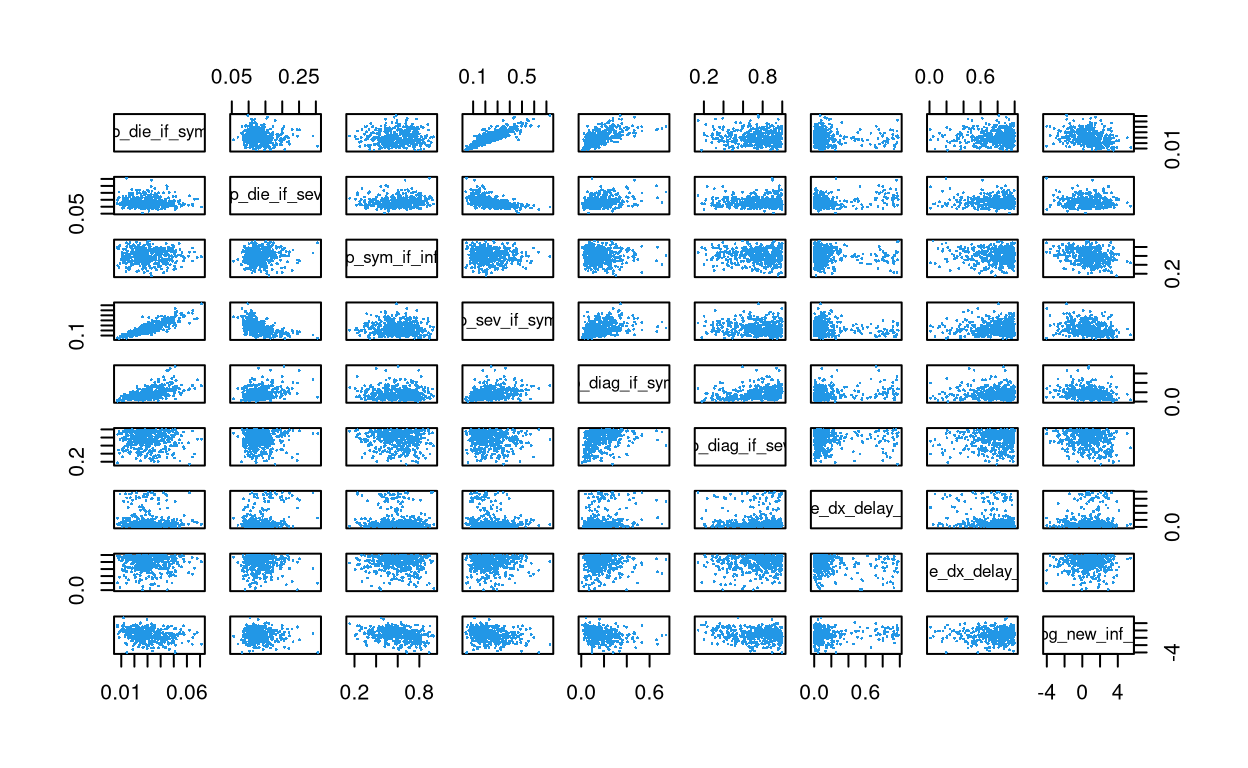 0.05 0.25 0.1 0.5 0.2 0.8 0.0 0.6
p_die_if_sym 0.01
0.05 p_die_if_sev
p_sym_if_inf 0.2
0.1 p_sev_if_sym
_diag_if_sym 0.0
0.2 p_diag_if_sev
e_dx_delay_ 0.0
0.0 e_dx_delay_
og_new_inf_ -4
0.01 0.06 0.2 0.8 0.0 0.6 0.0 0.6 -4 0 4